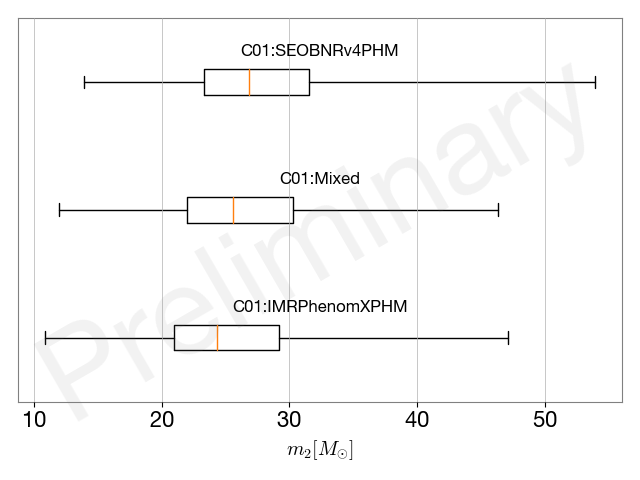 C01:SEOBNRv4PHM
C01:Mixed
C01:IMRPhenomXPHM
Preliminary
10 20 30 40 50
m₂[M⊙]